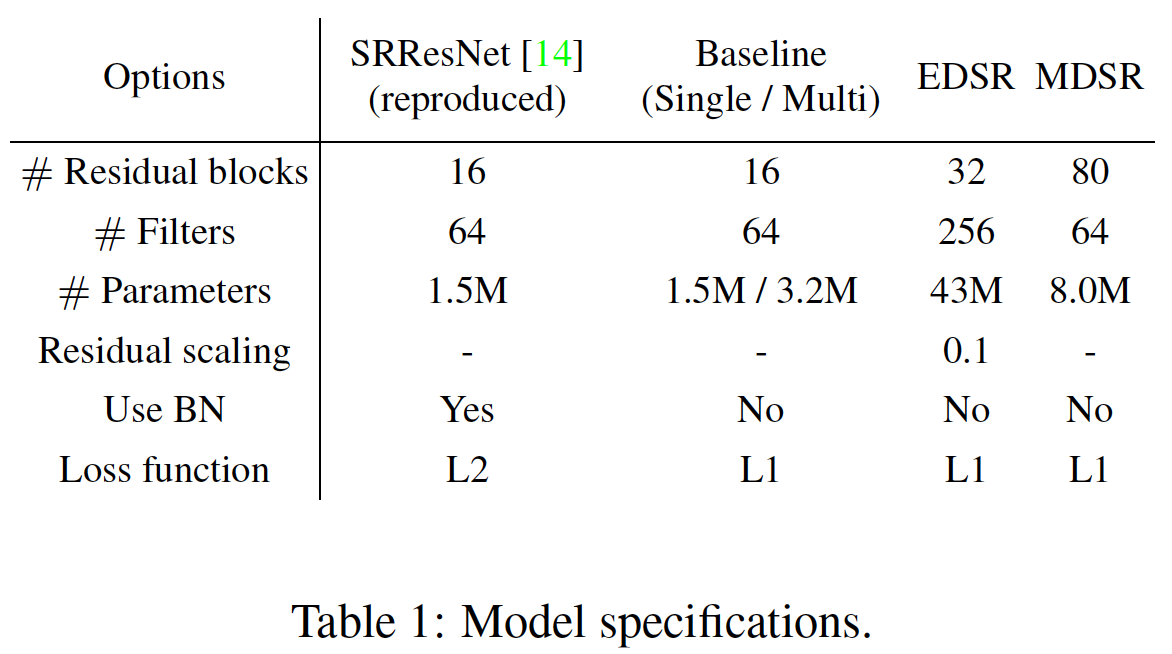 Options SRResNet [14] (reproduced) Baseline (Single / Multi) EDSR MDSR
# Residual blocks 16 16 32 80
# Filters 64 64 256 64
# Parameters 1.5M 1.5M / 3.2M 43M 8.0M
Residual scaling - - 0.1 -
Use BN Yes No No No
Loss function L2 L1 L1 L1
Table 1: Model specifications.